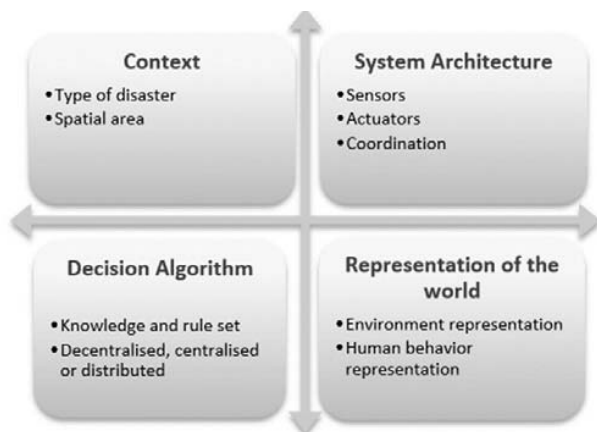 Context
•Type of disaster
•Spatial area
System Architecture
•Sensors
•Actuators
•Coordination
Decision Algorithm
•Knowledge and rule set
•Decentralised, centralised
or distributed
Representation of the
world
•Environment representation
•Human behavior
representation